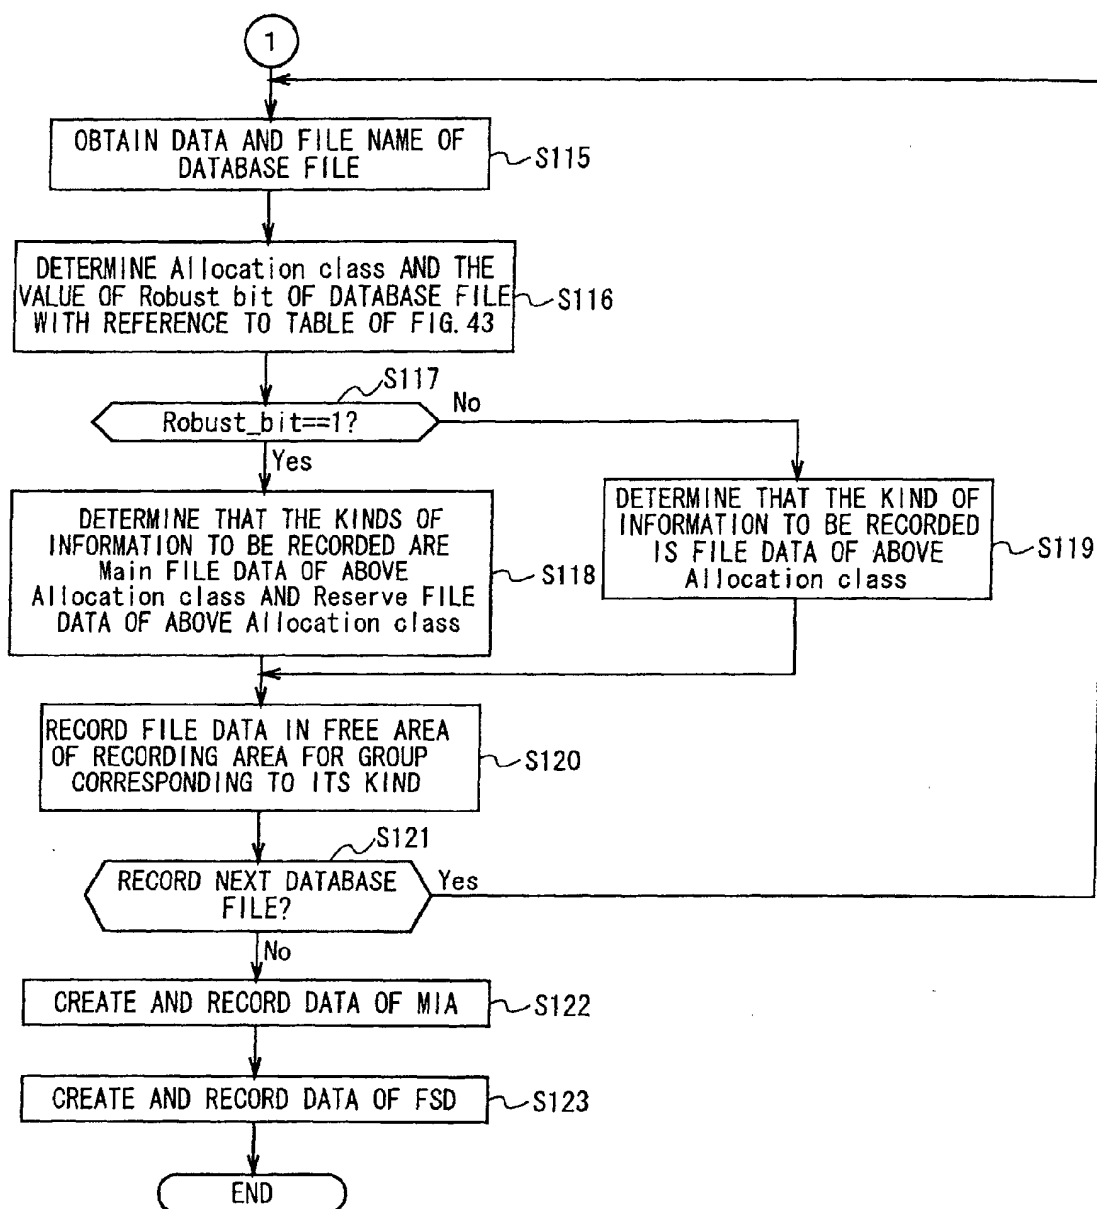 1
OBTAIN DATA AND FILE NAME OF
DATABASE FILE
S115
DETERMINE Allocation class AND THE
VALUE OF Robust bit OF DATABASE FILE
WITH REFERENCE TO TABLE OF FIG.43
S116
S117
Robust_bit==1?
No
Yes
DETERMINE THAT THE KINDS OF
INFORMATION TO BE RECORDED ARE
Main FILE DATA OF ABOVE
Allocation class AND Reserve FILE
DATA OF ABOVE Allocation class
S118
DETERMINE THAT THE KIND OF
INFORMATION TO BE RECORDED
IS FILE DATA OF ABOVE
Allocation class
S119
RECORD FILE DATA IN FREE AREA
OF RECORDING AREA FOR GROUP
CORRESPONDING TO ITS KIND
S120
S121
RECORD NEXT DATABASE
FILE?
Yes
No
CREATE AND RECORD DATA OF MIA
S122
CREATE AND RECORD DATA OF FSD
S123
END